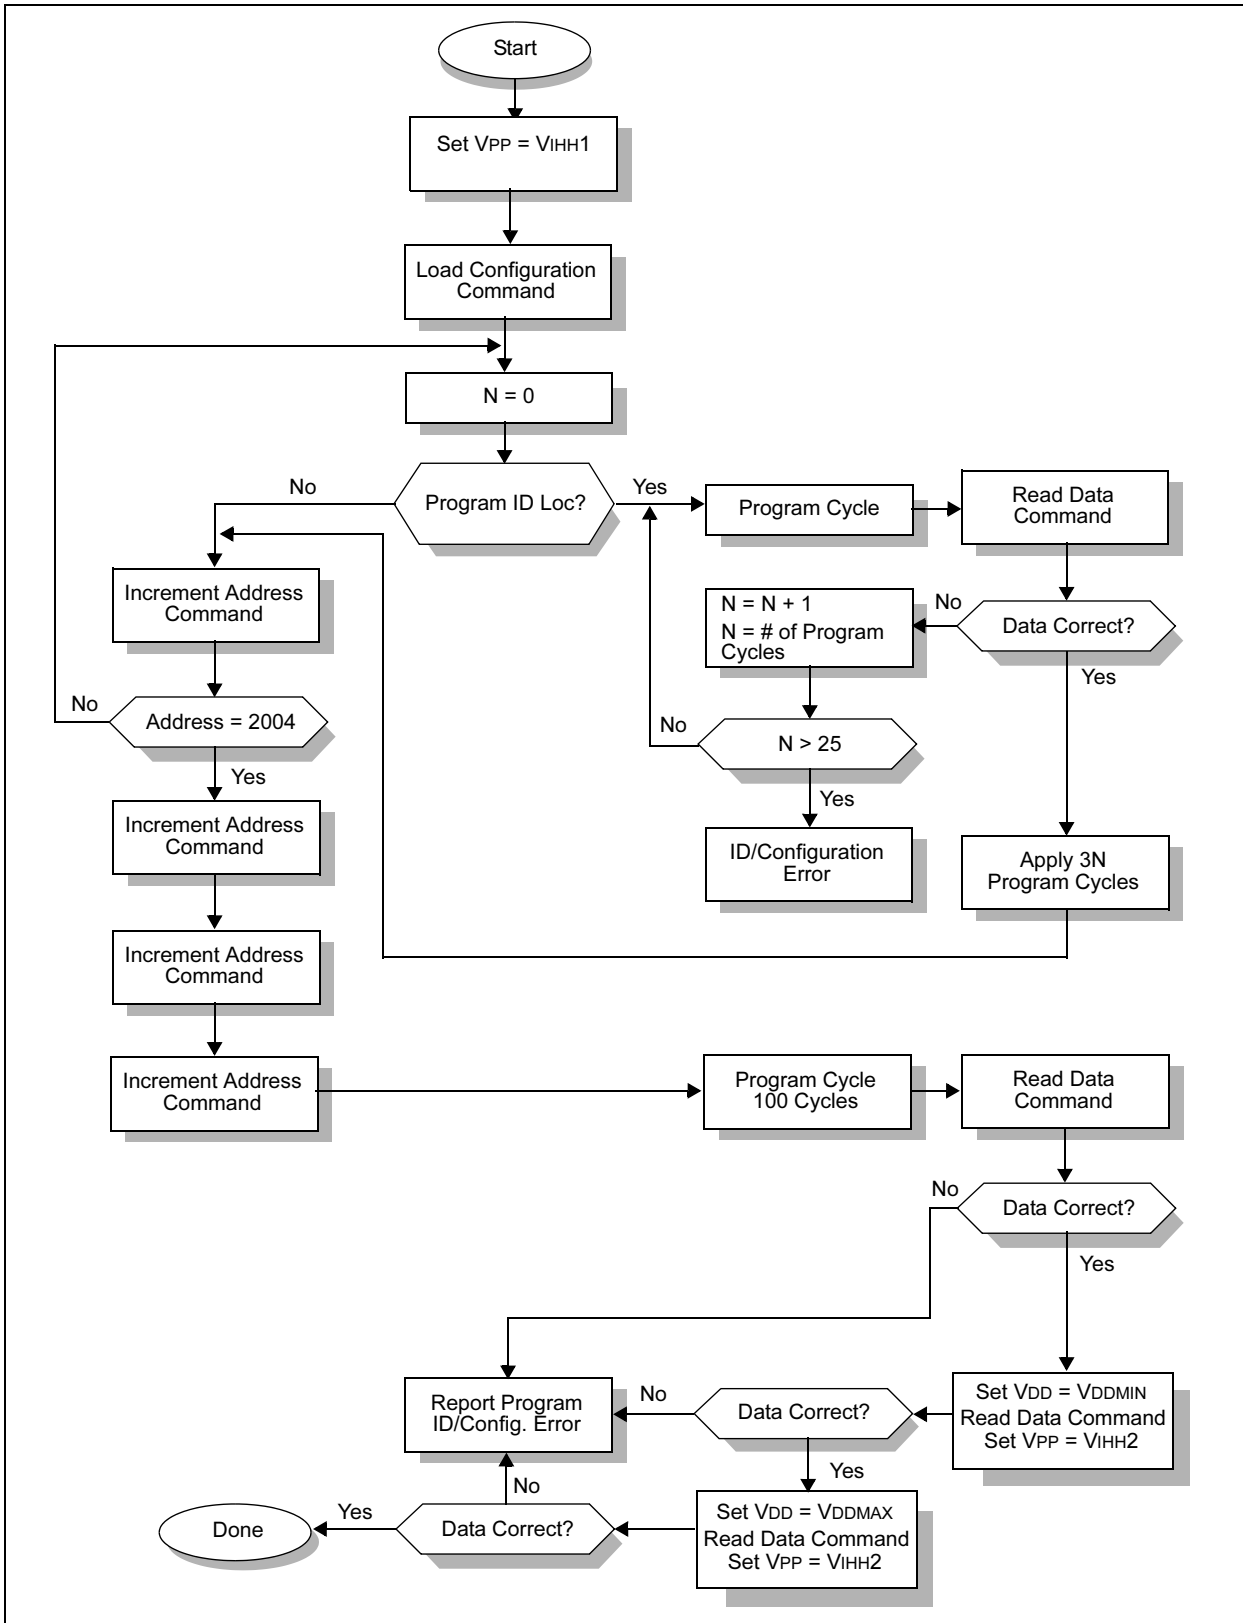 Start
Set VPP = VIHH1
Load Configuration
Command
N = 0
Program ID Loc?
No
Yes
Program Cycle
Read Data
Command
Increment Address
Command
N = N + 1
N = # of Program
Cycles
No
Data Correct?
Yes
No
Address = 2004
Yes
No
N > 25
Yes
Increment Address
Command
ID/Configuration
Error
Apply 3N
Program Cycles
Increment Address
Command
Increment Address
Command
Program Cycle
100 Cycles
Read Data
Command
No
Data Correct?
Yes
Report Program
ID/Config. Error
No
Data Correct?
Set VDD = VDDMIN
Read Data Command
Set VPP = VIHH2
Yes
No
Done
Yes
Data Correct?
Set VDD = VDDMAX
Read Data Command
Set VPP = VIHH2